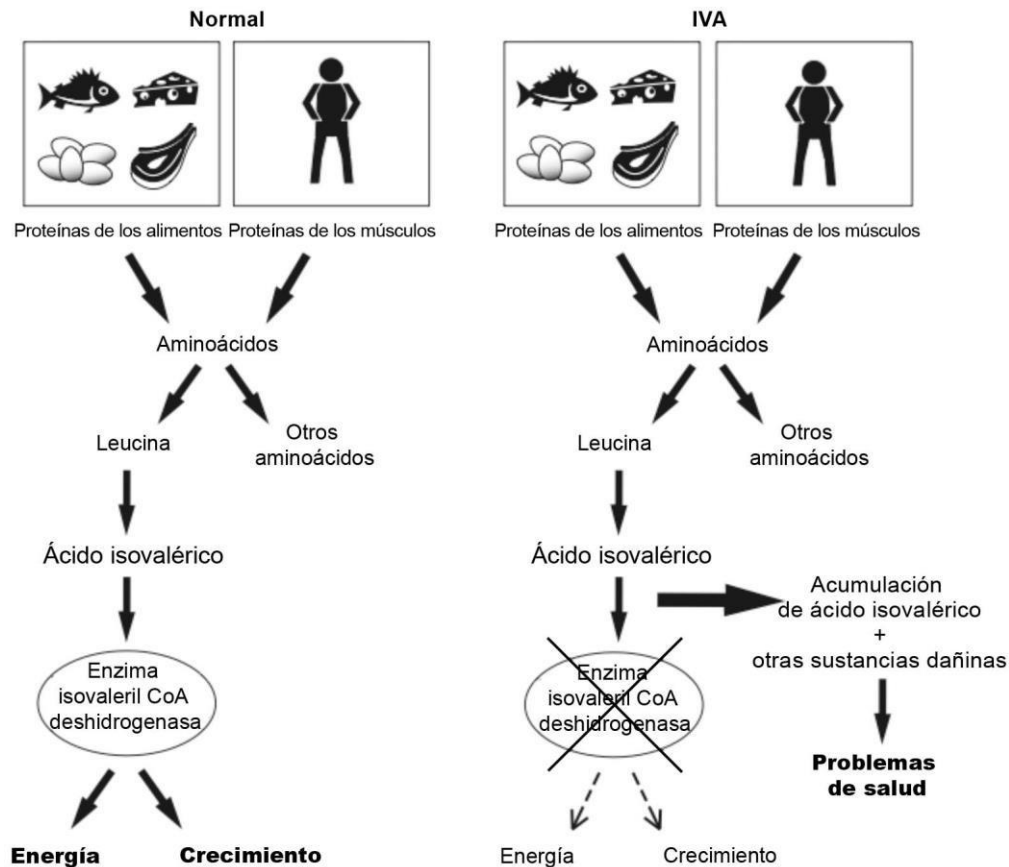 Normal
Proteínas de los alimentos
Proteínas de los músculos
Aminoácidos
Leucina
Otros
aminoácidos
Ácido isovalérico
Enzima
isovaleril CoA
deshidrogenasa
Energía
Crecimiento
IVA
Proteínas de los alimentos
Proteínas de los músculos
Aminoácidos
Leucina
Otros
aminoácidos
Ácido isovalérico
Acumulación
de ácido isovalérico
+
otras sustancias dañinas
Enzima
isovaleril CoA
deshidrogenasa
Problemas
de salud
Energía
Crecimiento